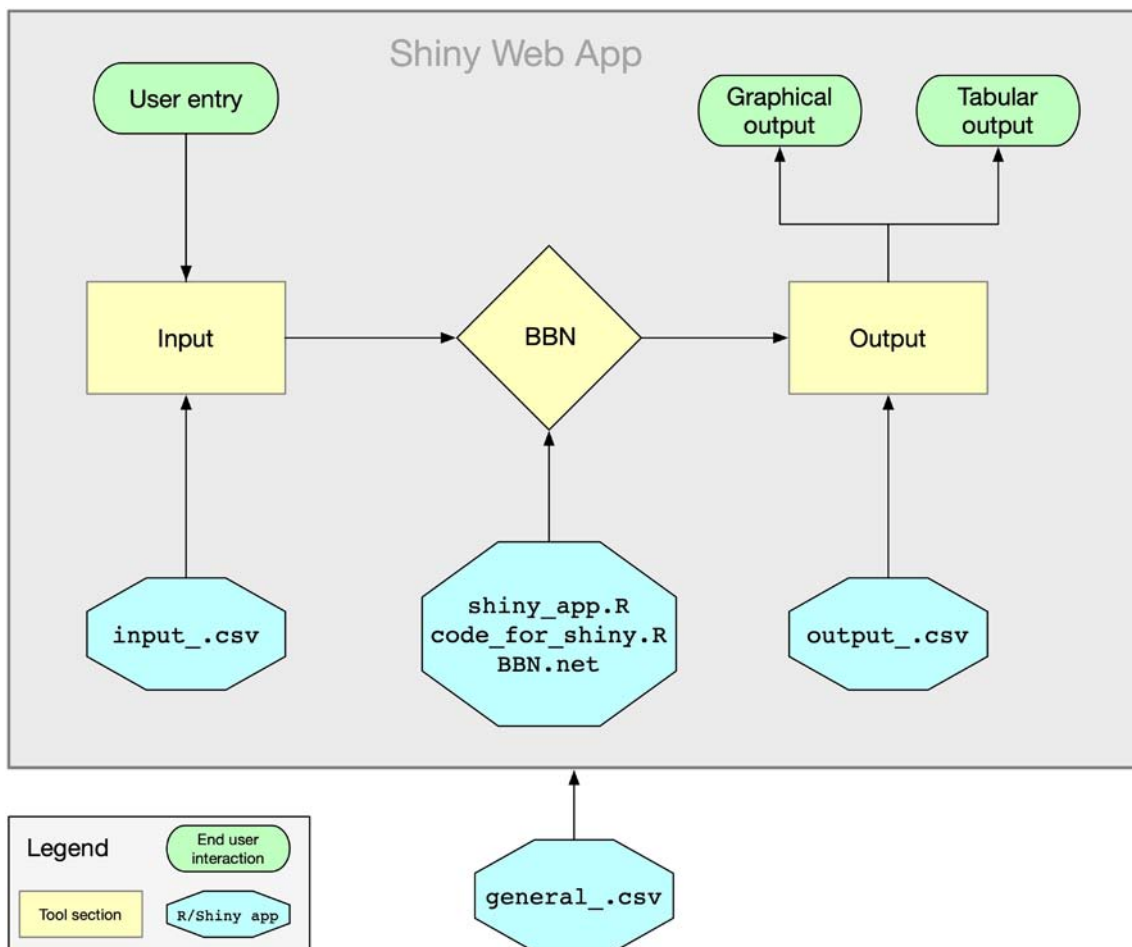 Shiny Web App
User entry
Graphical
output
Tabular
output
Input
BBN
Output
input_.csv
shiny_app.R
code_for_shiny.R
BBN.net
output_.csv
general_.csv
Legend
End user
interaction
Tool section
R/Shiny app